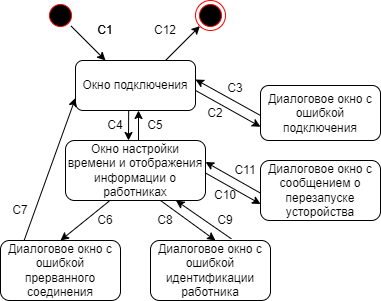 C1
C12
Окно подключения
C3
C2
Диалоговое окно с
ошибкой
подключения
C4
C5
Окно настройки
времени и отображения
информации о
работниках
C11
C10
Диалоговое окно с
сообщением о
перезапуске
усторойства
C7
C6
C8
C9
Диалоговое окно с
ошибкой
прерванного
соединения
Диалоговое окно с
ошибкой
идентификации
работника